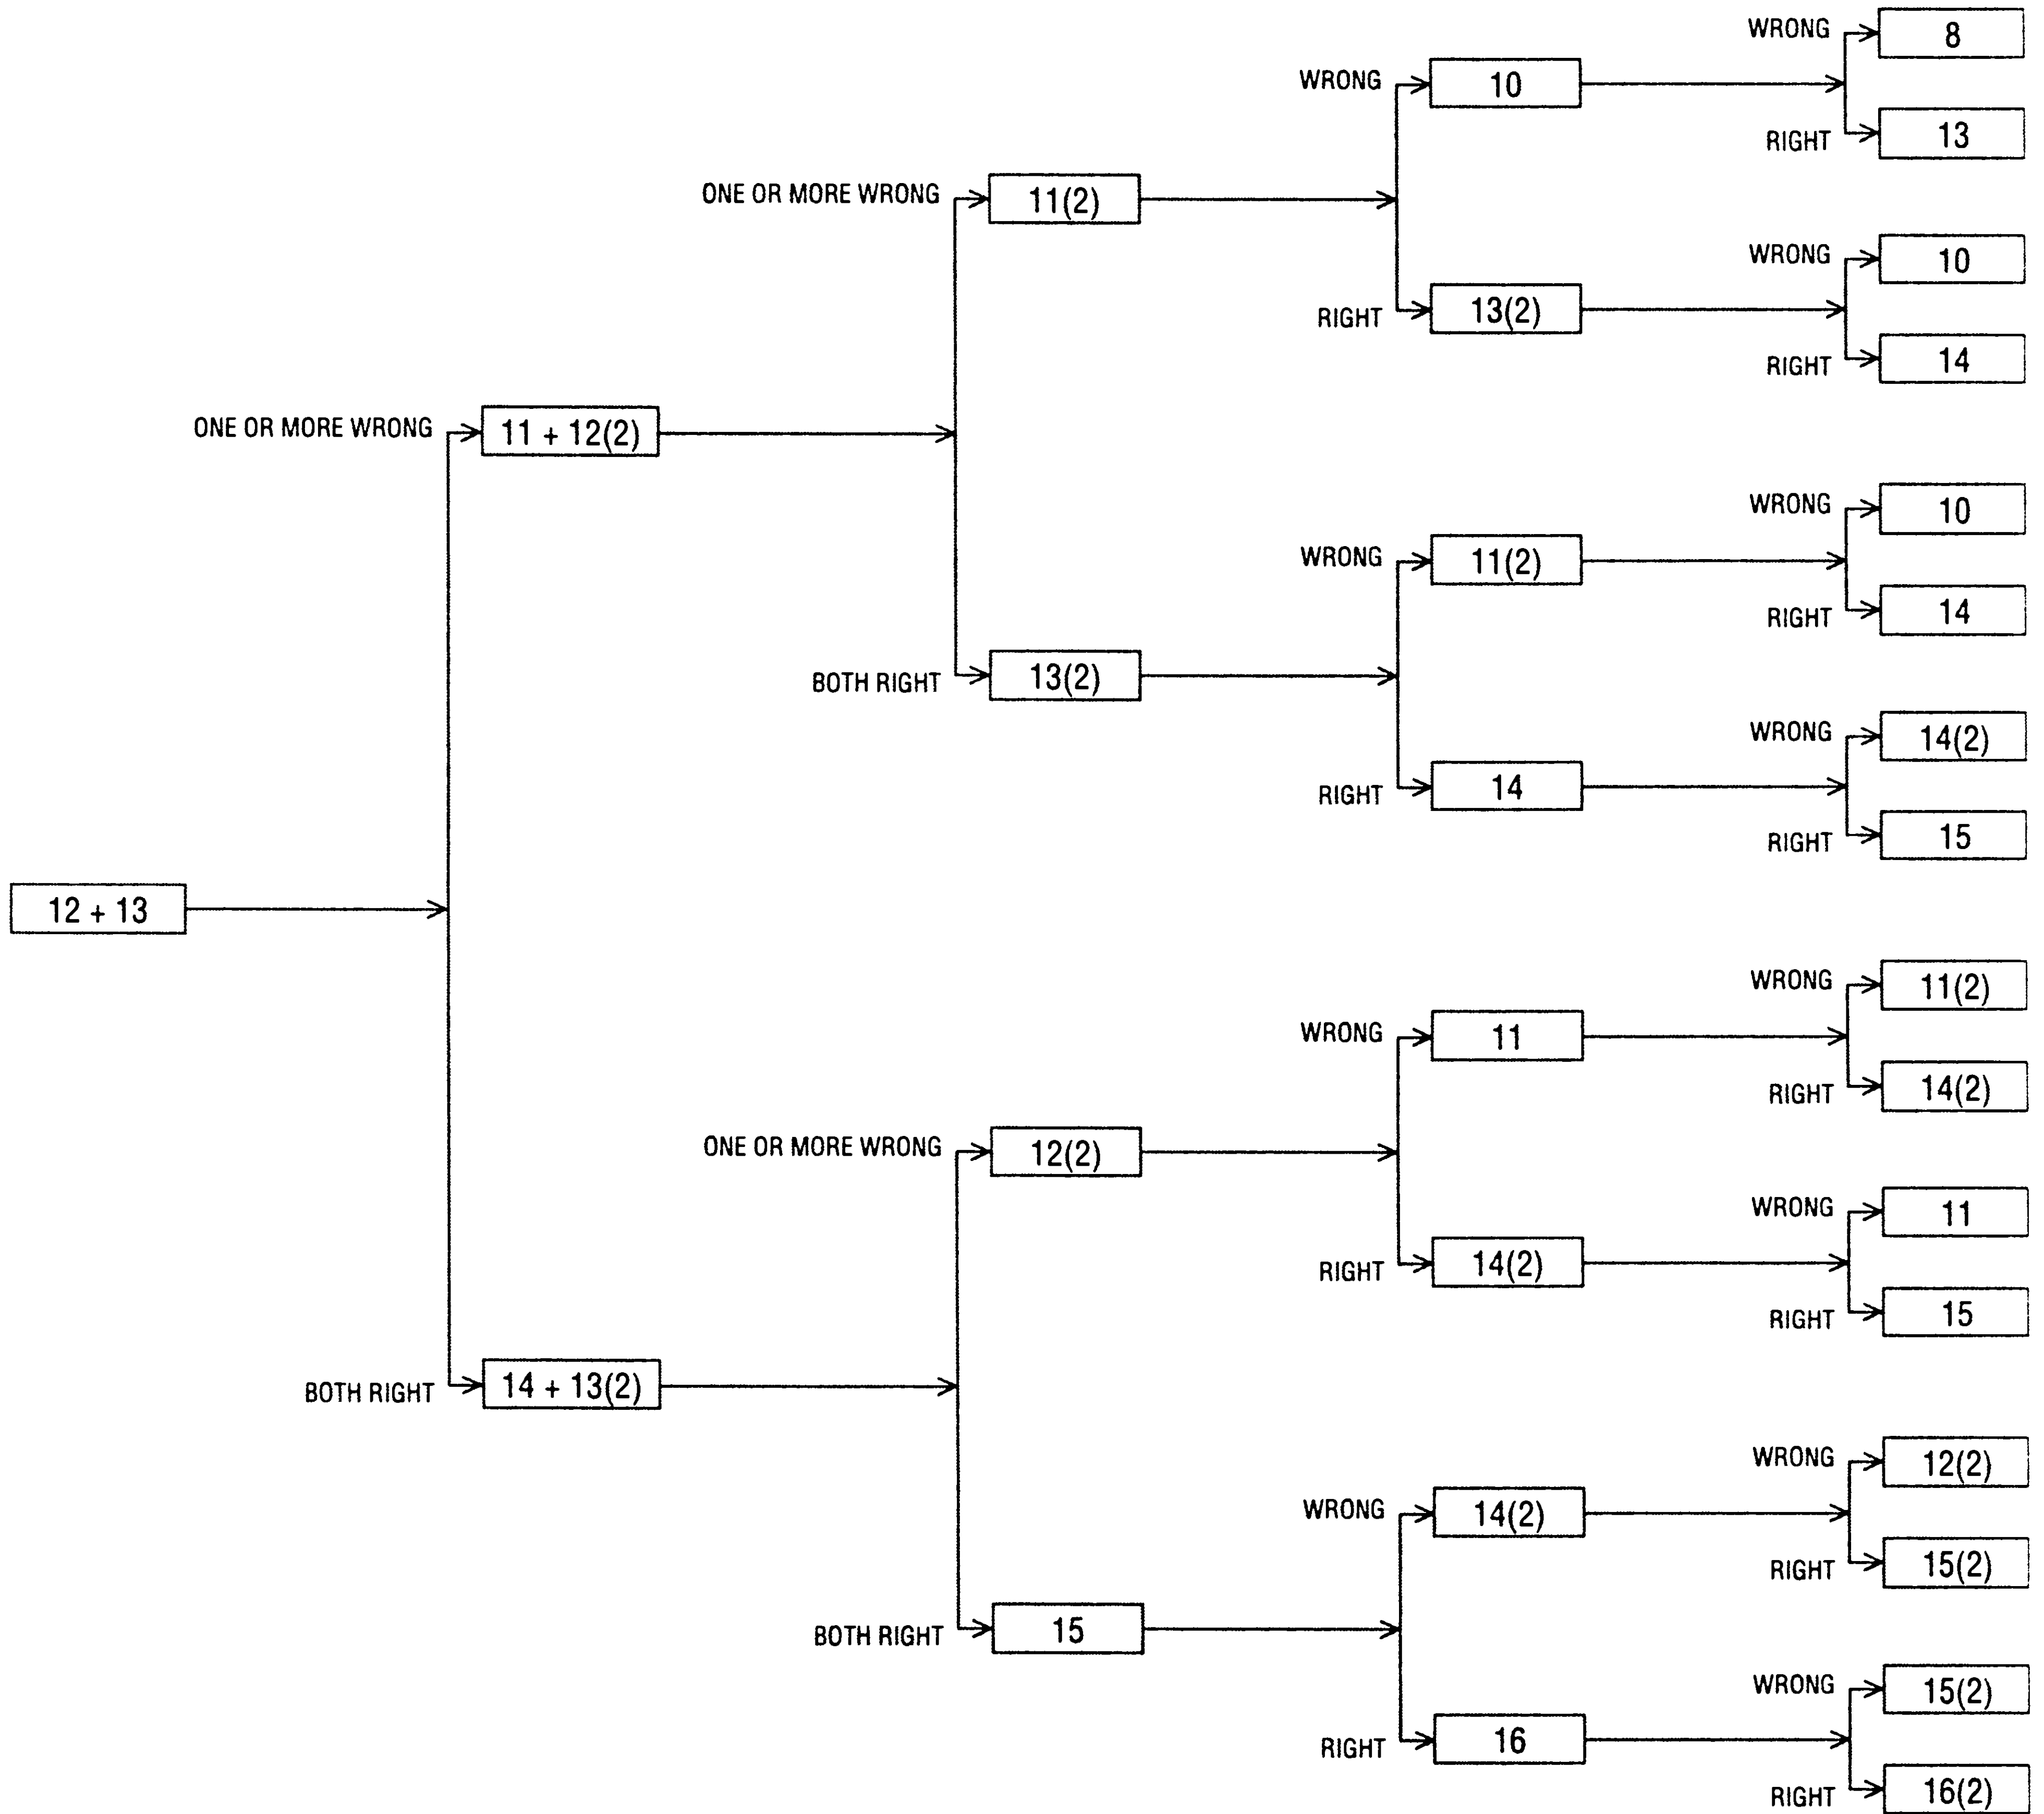 WRONG
8
WRONG
10
RIGHT
13
ONE OR MORE WRONG
11(2)
WRONG
10
RIGHT
13(2)
RIGHT
14
ONE OR MORE WRONG
11 + 12(2)
WRONG
10
WRONG
11(2)
RIGHT
14
BOTH RIGHT
13(2)
WRONG
14(2)
RIGHT
14
RIGHT
15
12 + 13
WRONG
11(2)
WRONG
11
RIGHT
14(2)
ONE OR MORE WRONG
12(2)
WRONG
11
RIGHT
14(2)
RIGHT
15
BOTH RIGHT
14 + 13(2)
WRONG
12(2)
WRONG
14(2)
RIGHT
15(2)
BOTH RIGHT
15
WRONG
15(2)
RIGHT
16
RIGHT
16(2)